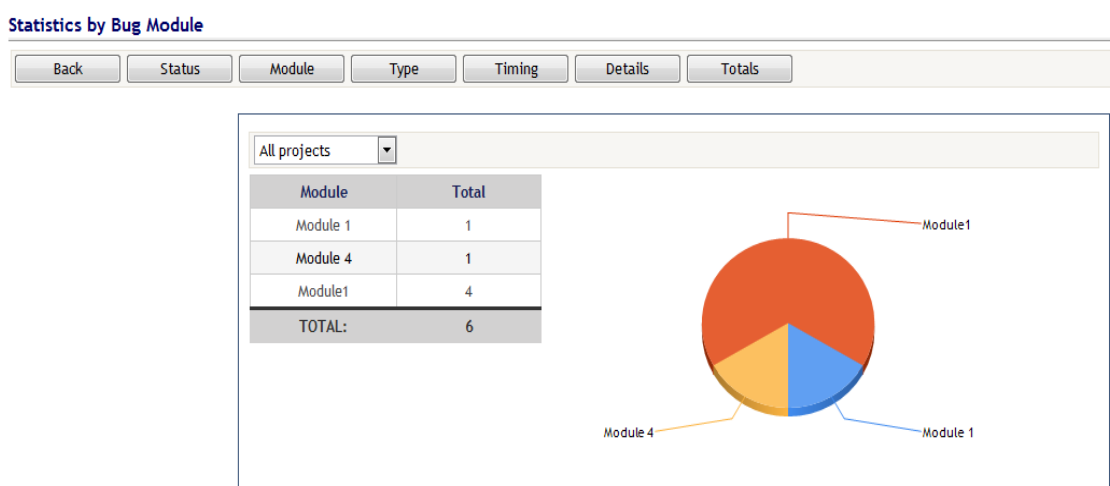 Statistics by Bug Module
Back Status Module Type Timing Details Totals
All projects
Module Total
Module 1 1
Module 4 1
Module1 4
TOTAL: 6
Module1
Module 4
Module 1